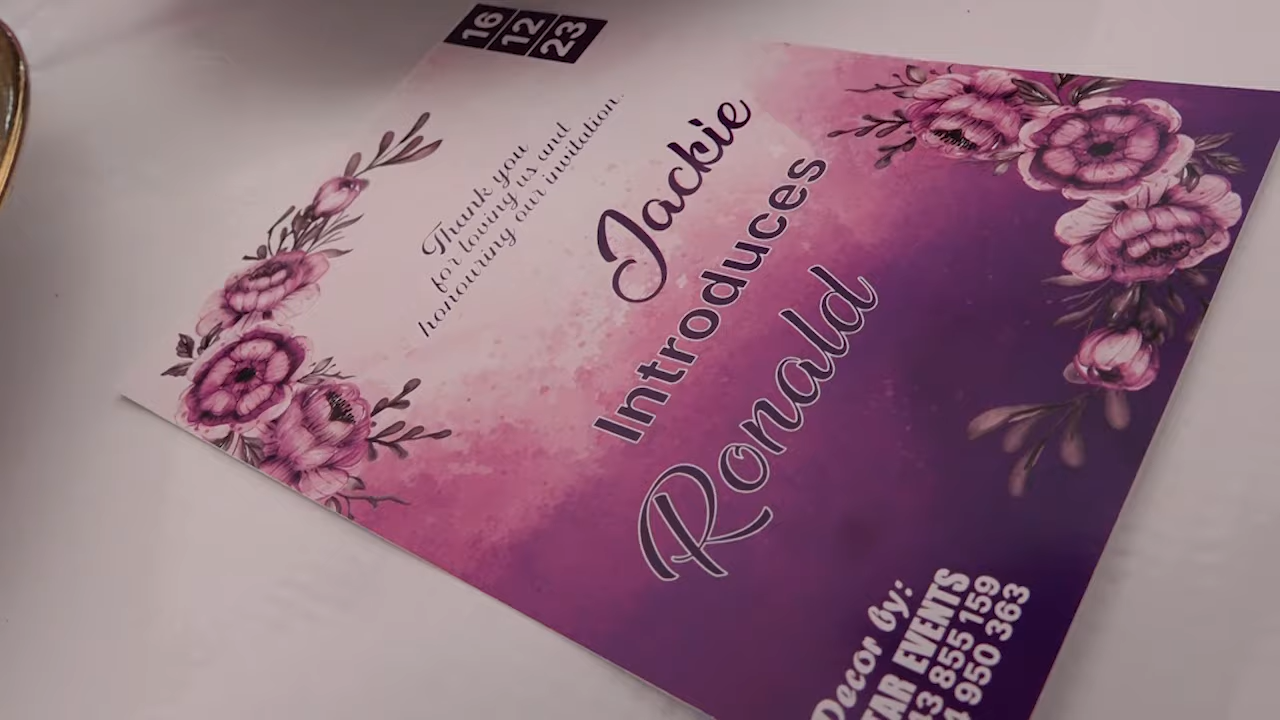 16
12
23
Thank you
for loving us and
honouring our invitation.
Jackie
Introduces
Ronald
Decor by:
EVENTS
855 159
950 363